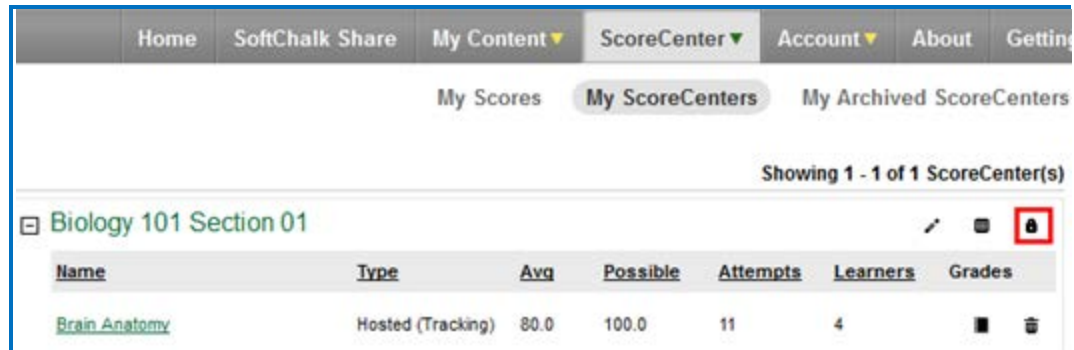 Home SoftChalk Share My Content ScoreCenter Account About Getting
My Scores My ScoreCenters My Archived ScoreCenters
Showing 1 - 1 of 1 ScoreCenter(s)
Biology 101 Section 01
Name Type Avg Possible Attempts Learners Grades
Brain Anatomy Hosted (Tracking) 80.0 100.0 11 4